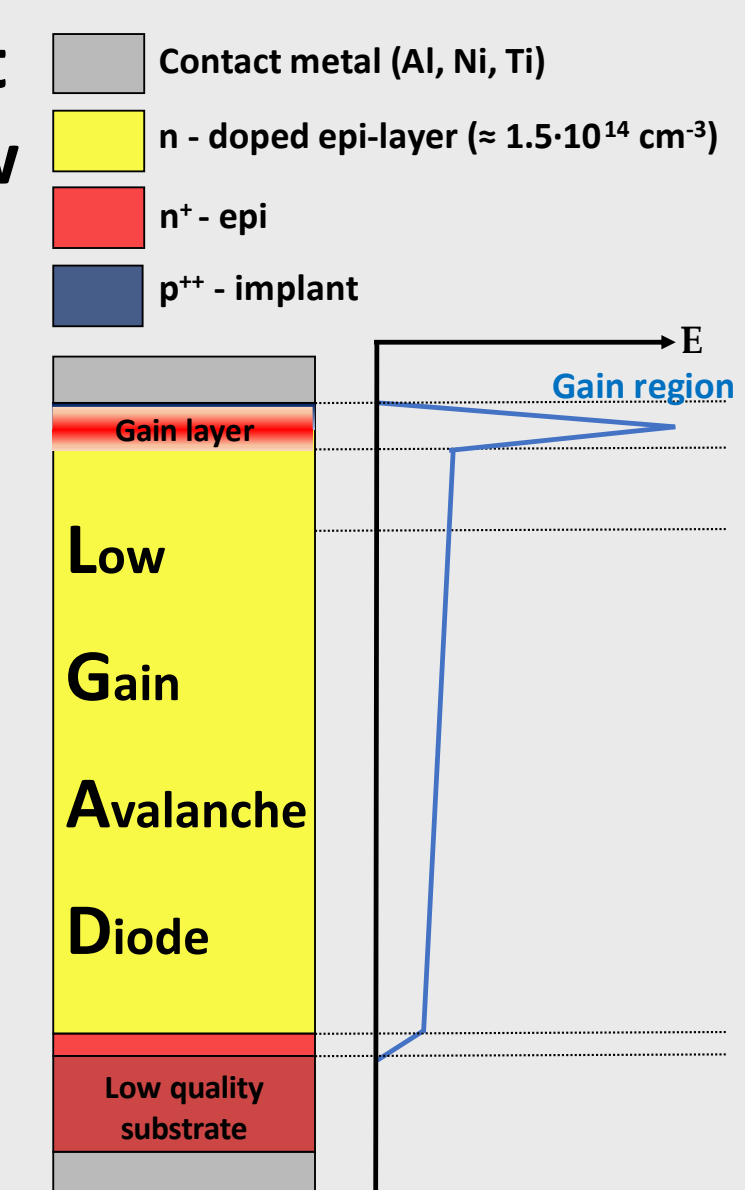 t
Contact metal (Al, Ni, Ti)
w
n - doped epi-layer (≈ 1.5·10¹⁴ cm⁻³)
n⁺ - epi
p⁺⁺ - implant
E
Gain region
Gain layer
Low
Gain
Avalanche
Diode
Low quality
substrate